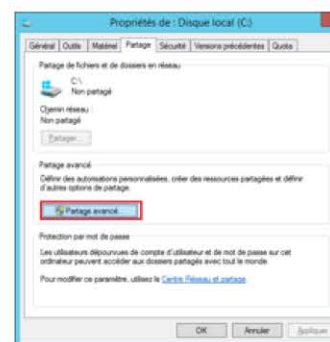 Propriétés de : Disque local (C:)
Général Outils Matériel Partage Sécurité Versions précédentes Quota
Partage de fichiers et de dossiers en réseau
C:\
Non partagé
Chemin réseau :
Non partagé
Partager...
Partage avancé
Définir des autorisations personnalisées, créer des ressources partagées et définir
d'autres options de partage.
Partage avancé...
Protection par mot de passe
Les utilisateurs dépourvues de compte d'utilisateur et de mot de passe sur cet
ordinateur peuvent accéder aux dossiers partagés avec tout le monde.
Pour modifier ce paramètre, utilisez le Centre Réseau et partage.
OK Annuler Appliquer